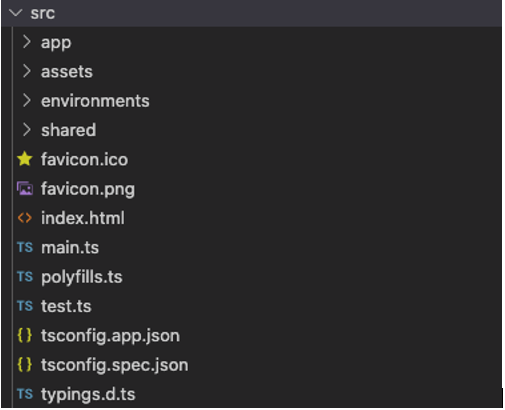 src
app
assets
environments
shared
favicon.ico
favicon.png
index.html
TS main.ts
TS polyfills.ts
TS test.ts
{} tsconfig.app.json
{} tsconfig.spec.json
TS typings.d.ts